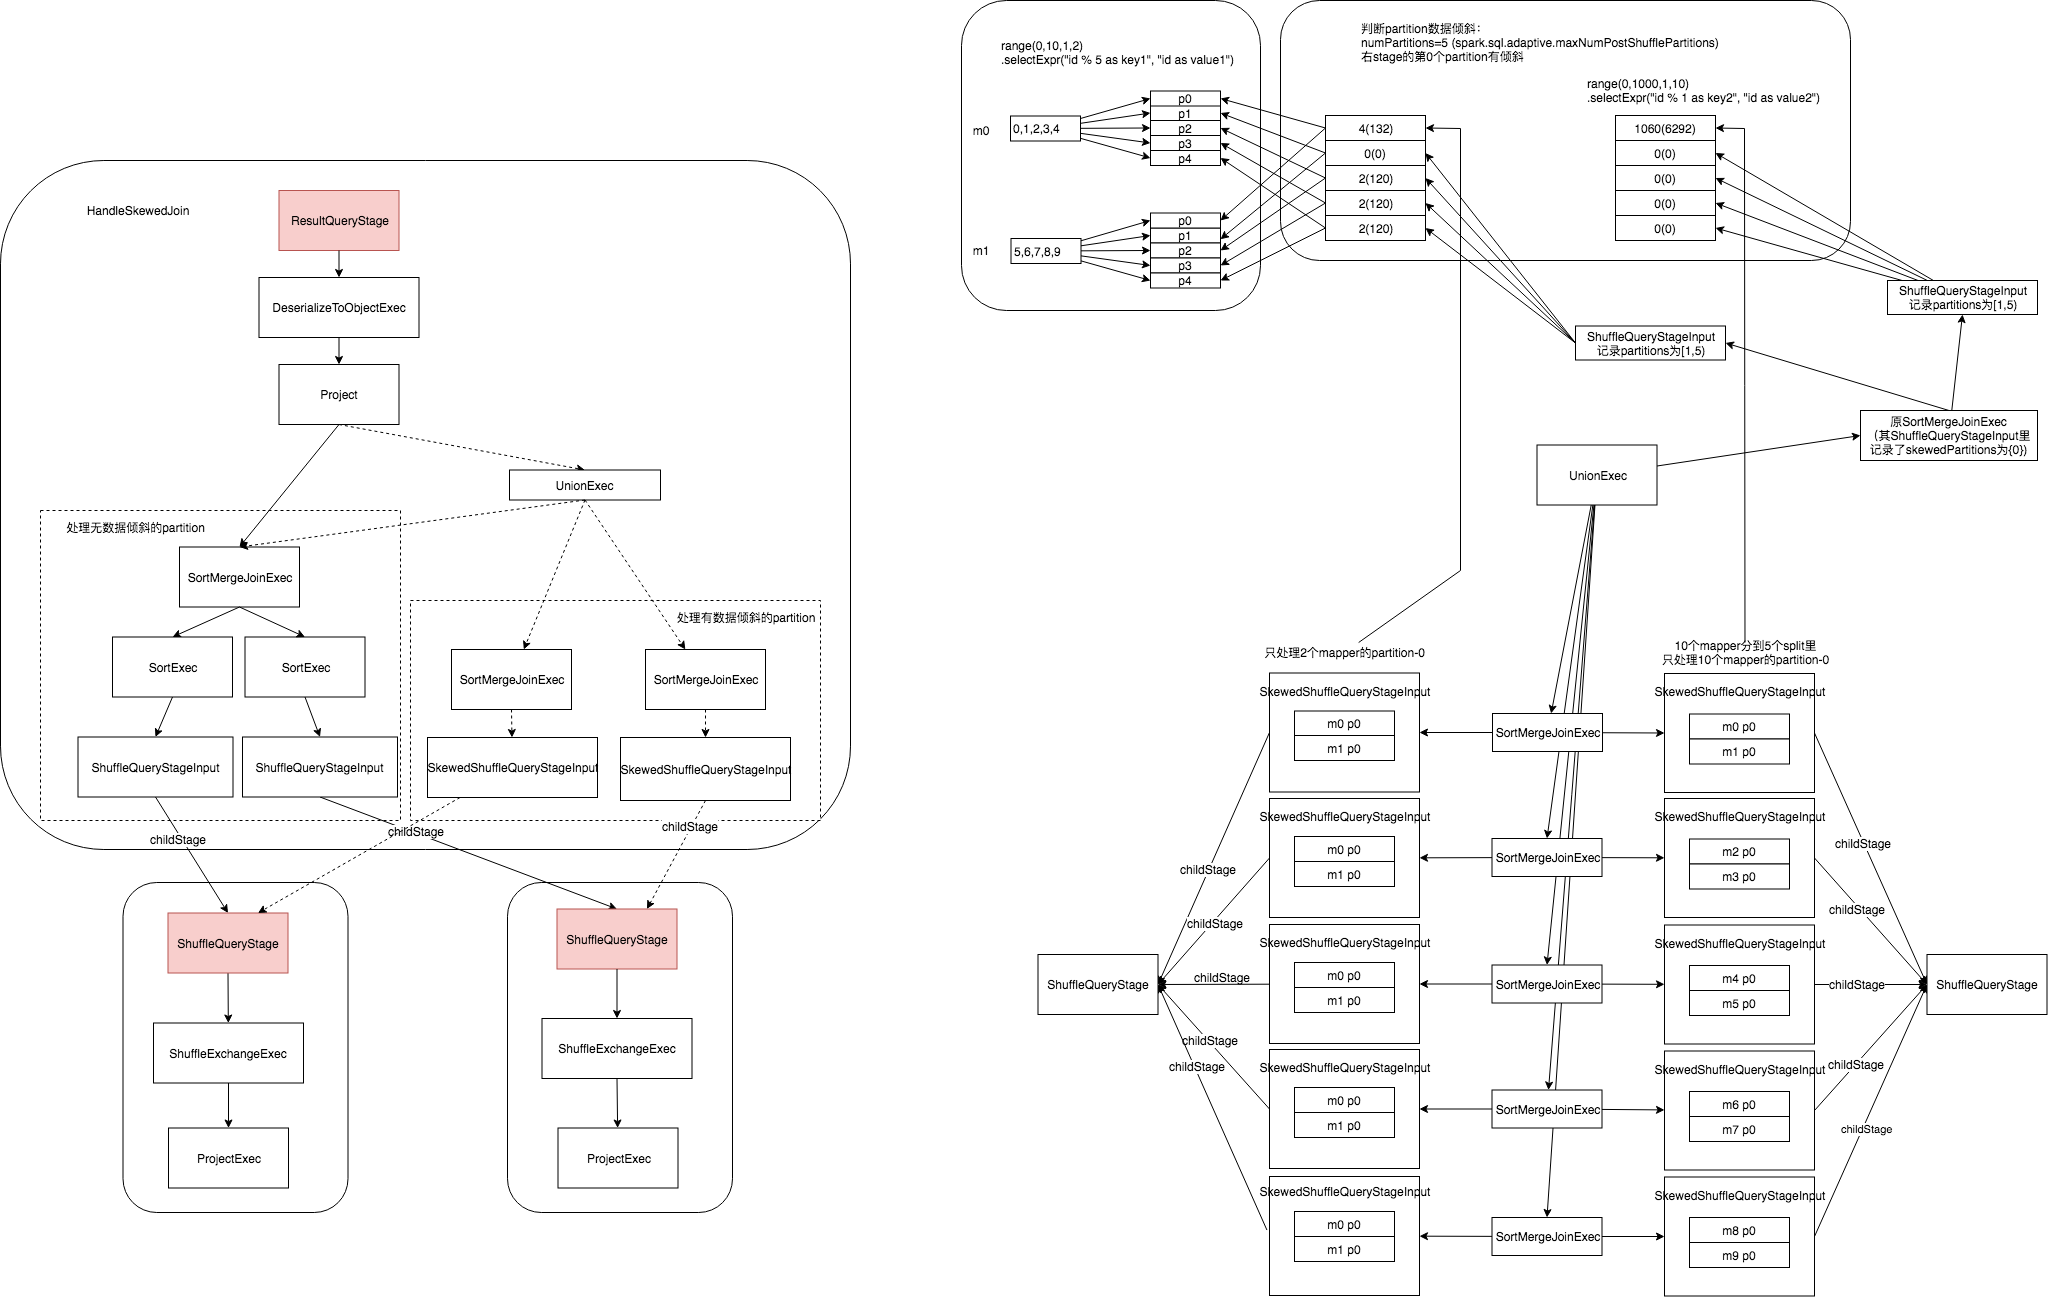 HandleSkewedJoin
ResultQueryStage
DeserializeToObjectExec
Project
UnionExec
处理无数据倾斜的partition
SortMergeJoinExec
SortExec
SortExec
ShuffleQueryStageInput
ShuffleQueryStageInput
处理有数据倾斜的partition
SortMergeJoinExec
SortMergeJoinExec
SkewedShuffleQueryStageInput
SkewedShuffleQueryStageInput
childStage
childStage
childStage
ShuffleQueryStage
ShuffleExchangeExec
ProjectExec
ShuffleQueryStage
ShuffleExchangeExec
ProjectExec
range(0,10,1,2)
.selectExpr("id % 5 as key1", "id as value1")
m0
0,1,2,3,4
p0
p1
p2
p3
p4
m1
5,6,7,8,9
p0
p1
p2
p3
p4
判断partition数据倾斜：
numPartitions=5 (spark.sql.adaptive.maxNumPostShufflePartitions)
右stage的第0个partition有倾斜
range(0,1000,1,10)
.selectExpr("id % 1 as key2", "id as value2")
4(132)
0(0)
2(120)
2(120)
2(120)
1060(6292)
0(0)
0(0)
0(0)
0(0)
ShuffleQueryStageInput
记录partitions为[1,5)
ShuffleQueryStageInput
记录partitions为[1,5)
原SortMergeJoinExec
（其ShuffleQueryStageInput里
记录了skewedPartitions为{0}）
UnionExec
只处理2个mapper的partition-0
10个mapper分到5个split里
只处理10个mapper的partition-0
SkewedShuffleQueryStageInput
m0 p0
m1 p0
SortMergeJoinExec
SkewedShuffleQueryStageInput
m0 p0
m1 p0
SkewedShuffleQueryStageInput
m0 p0
m1 p0
SortMergeJoinExec
SkewedShuffleQueryStageInput
m2 p0
m3 p0
SkewedShuffleQueryStageInput
m0 p0
m1 p0
SortMergeJoinExec
SkewedShuffleQueryStageInput
m4 p0
m5 p0
SkewedShuffleQueryStageInput
m0 p0
m1 p0
SortMergeJoinExec
SkewedShuffleQueryStageInput
m6 p0
m7 p0
SkewedShuffleQueryStageInput
m0 p0
m1 p0
SortMergeJoinExec
SkewedShuffleQueryStageInput
m8 p0
m9 p0
childStage
childStage
childStage
childStage
childStage
ShuffleQueryStage
childStage
childStage
childStage
childStage
childStage
ShuffleQueryStage